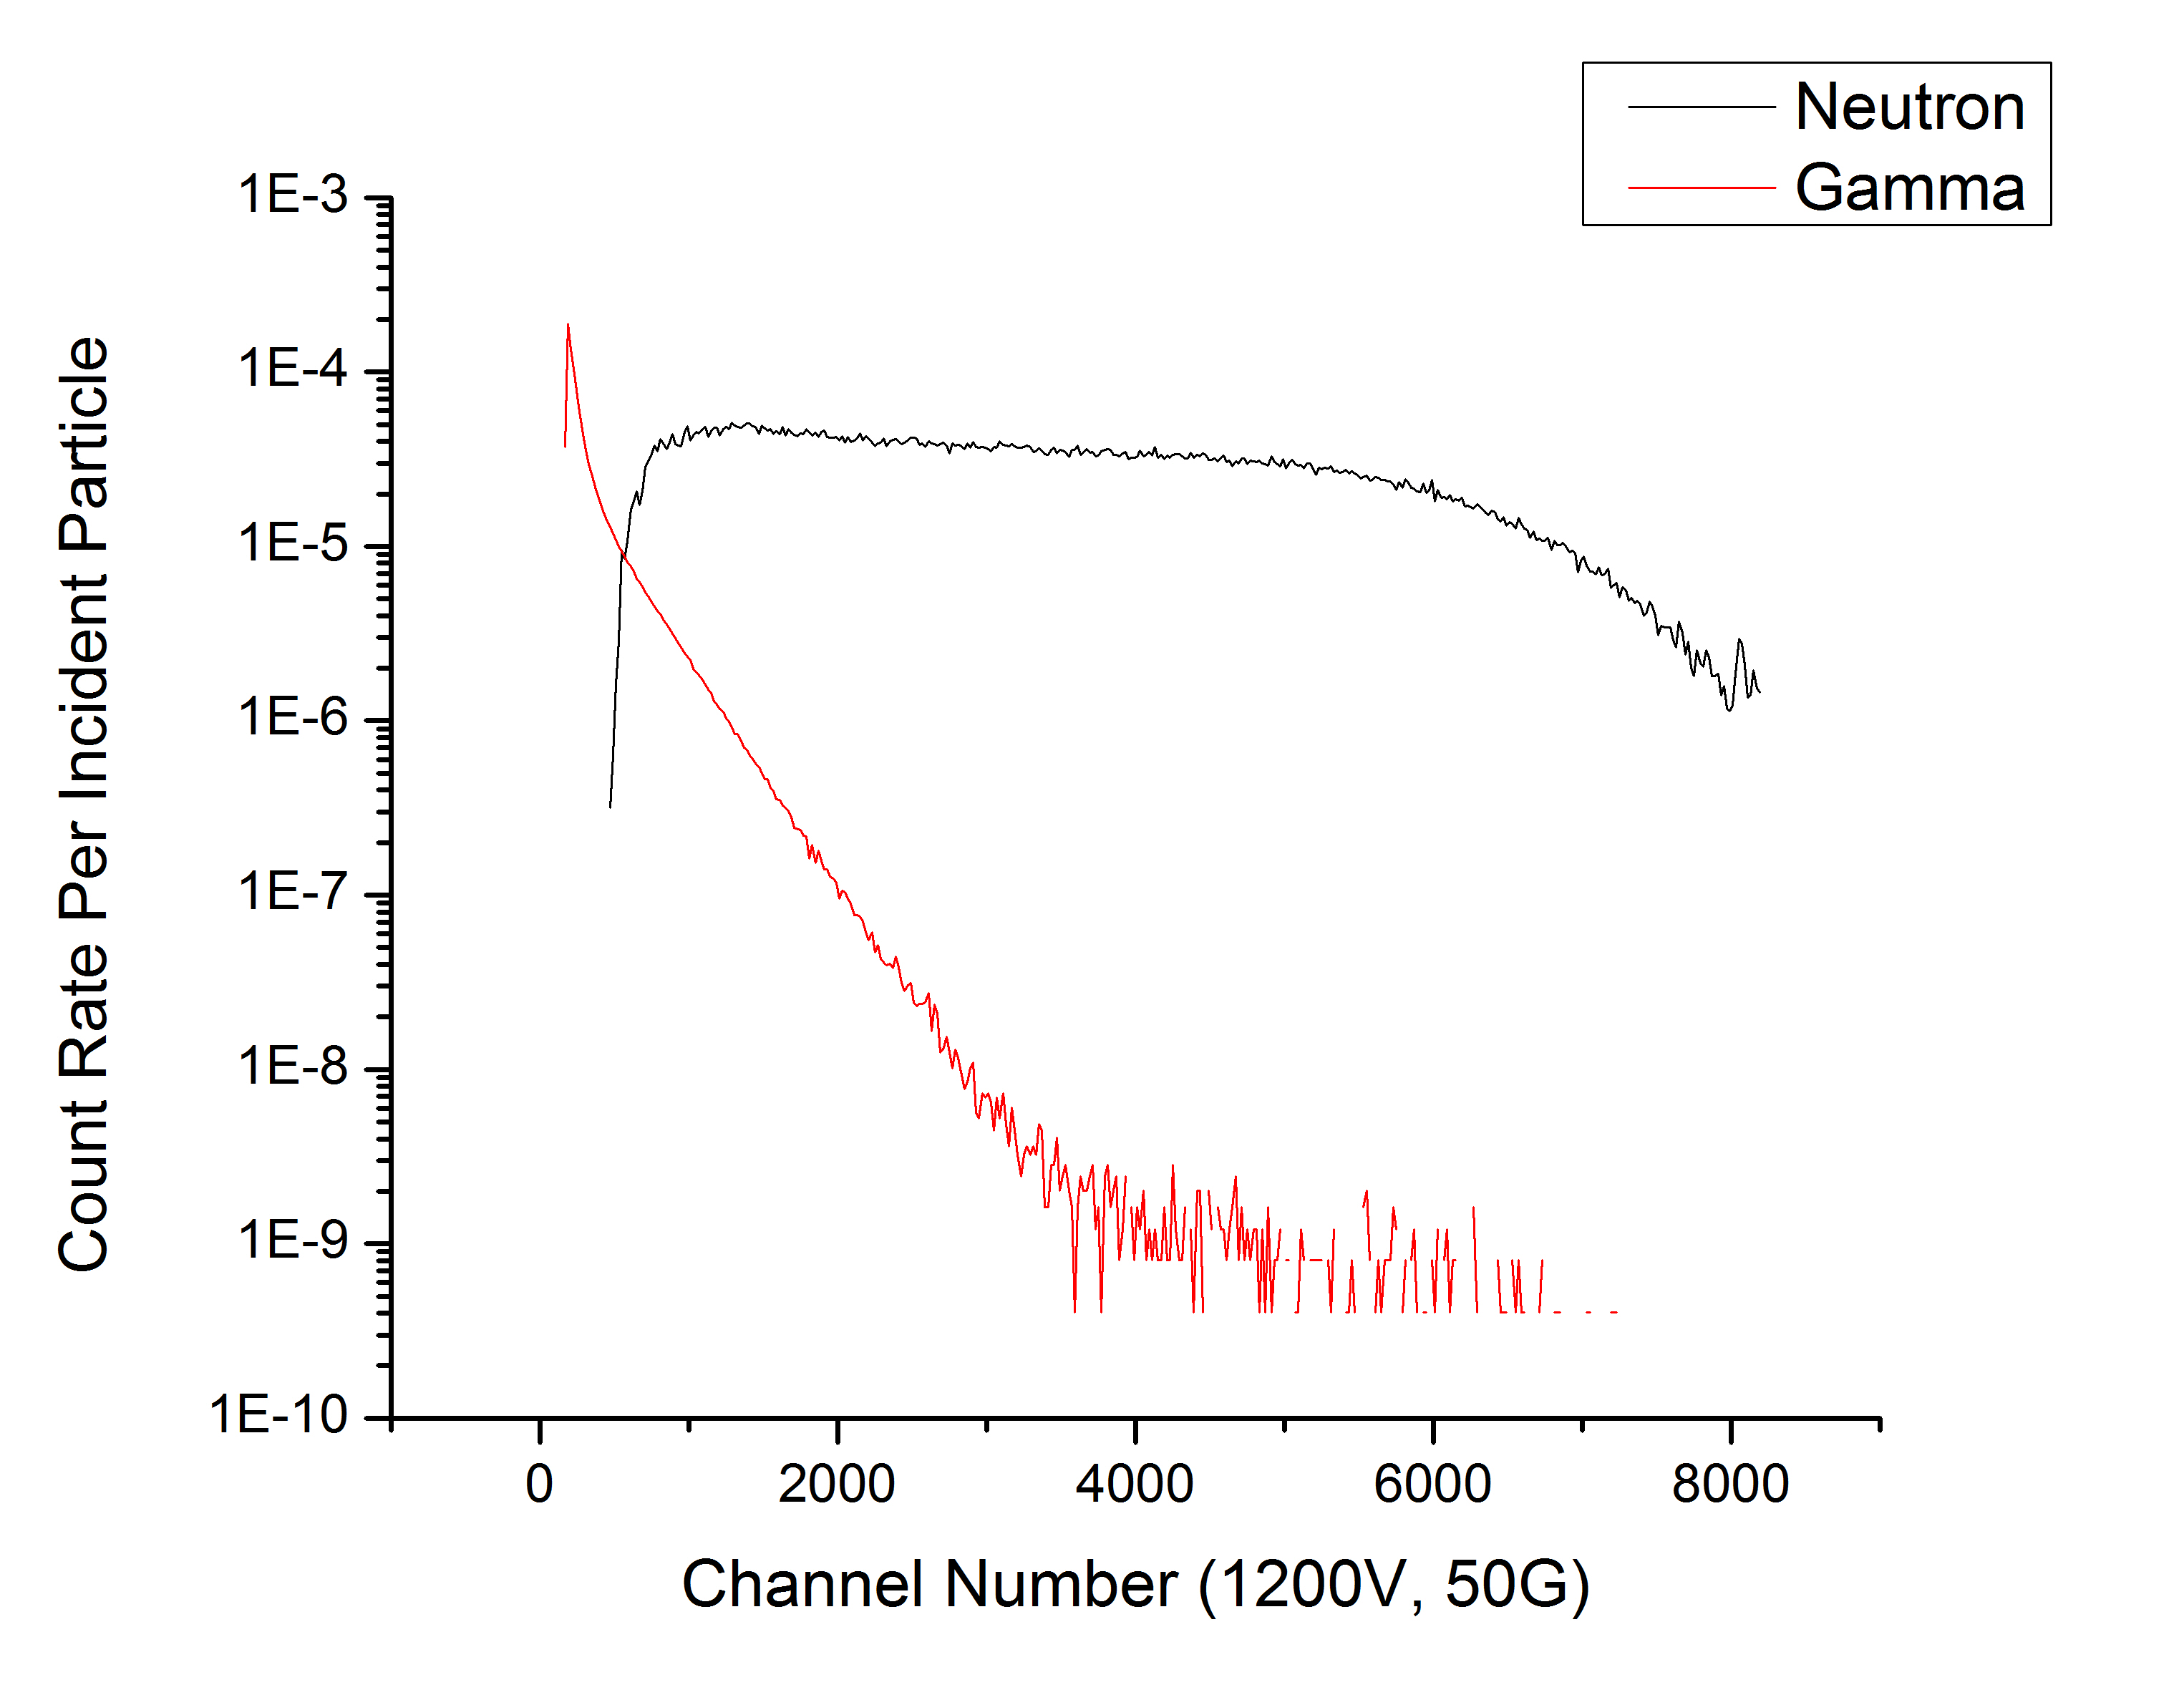 Neutron
Gamma
1E-3
1E-4
1E-5
1E-6
1E-7
1E-8
1E-9
1E-10
Count Rate Per Incident Particle
0 2000 4000 6000 8000
Channel Number (1200V, 50G)